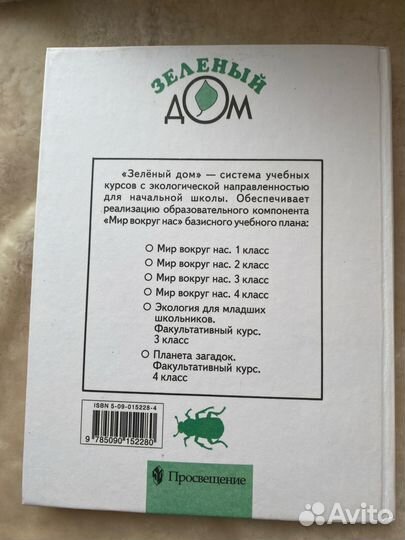 ЗЕЛЕНЫЙ
ДОМ
«Зелёный дом» — система учебных
курсов с экологической направленностью
для начальной школы. Обеспечивает
реализацию образовательного компонента
«Мир вокруг нас» базисного учебного плана:
Мир вокруг нас. 1 класс
Мир вокруг нас. 2 класс
Мир вокруг нас. 3 класс
Мир вокруг нас. 4 класс
Экология для младших
школьников.
Факультативный курс.
3 класс
Планета загадок.
Факультативный курс.
4 класс
ISBN 5-09-015228-4
9 785090 152280
Просвещение
Avito